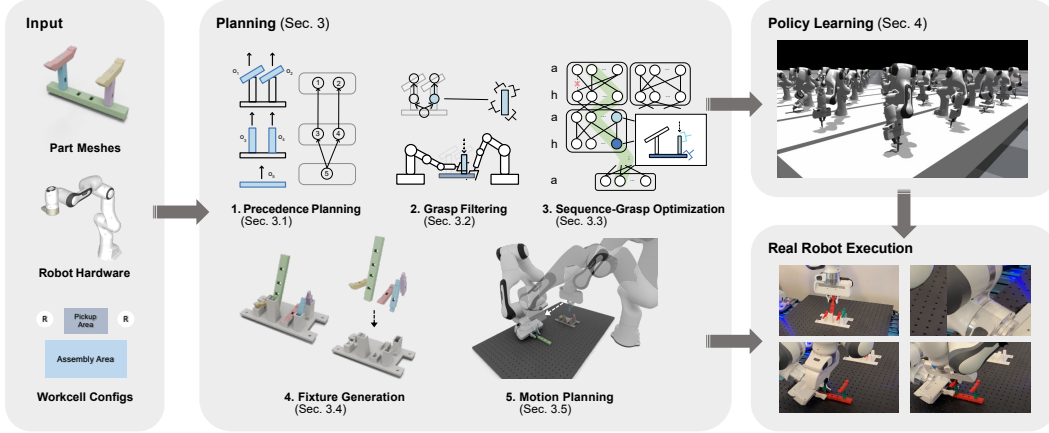 Input
Part Meshes
Robot Hardware
R
Pickup
Area
R
Assembly Area
Workcell Configs
Planning (Sec. 3)
1
2
3
4
5
1. Precedence Planning
(Sec. 3.1)
2. Grasp Filtering
(Sec. 3.2)
a
h
a
h
a
3. Sequence-Grasp Optimization
(Sec. 3.3)
4. Fixture Generation
(Sec. 3.4)
5. Motion Planning
(Sec. 3.5)
Policy Learning (Sec. 4)
Real Robot Execution